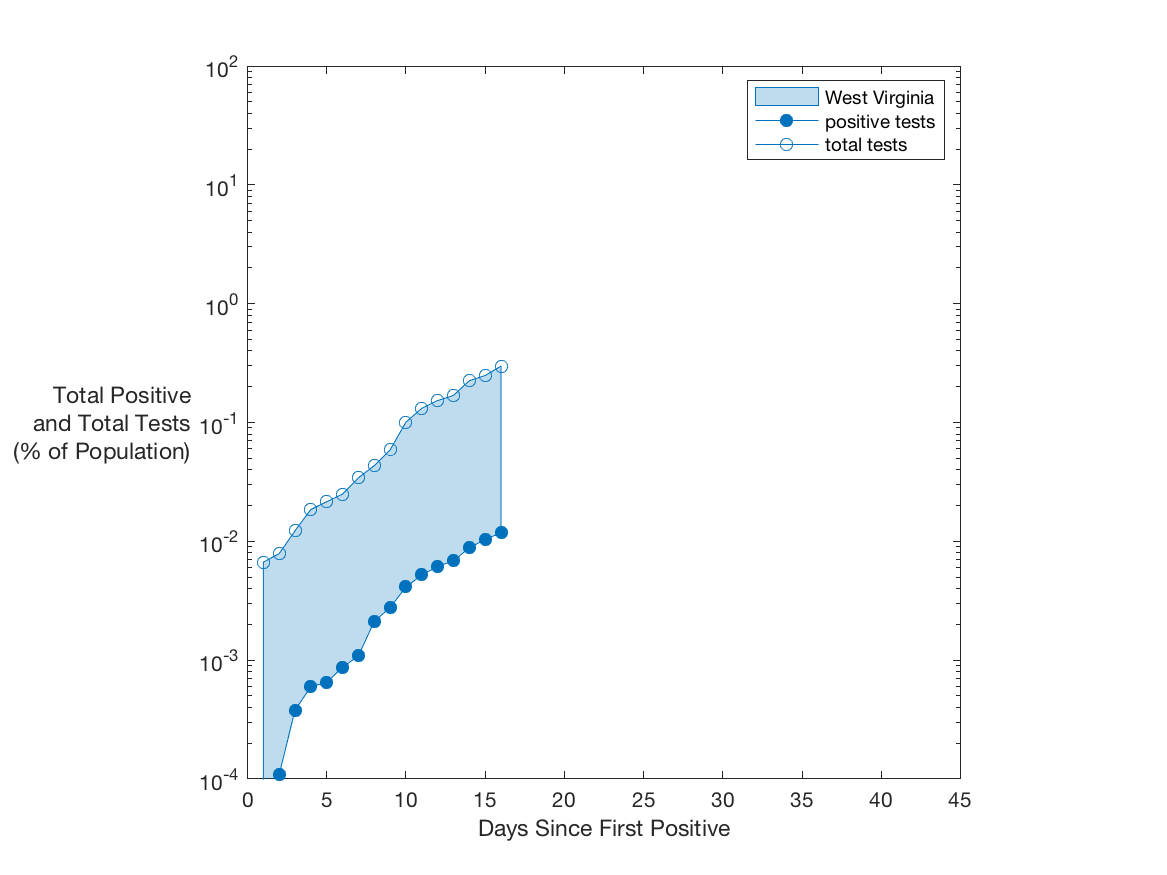 10^2
West Virginia
positive tests
total tests
10^1
10^0
Total Positive
and Total Tests
(% of Population)
10^-1
10^-2
10^-3
10^-4
0 5 10 15 20 25 30 35 40 45
Days Since First Positive